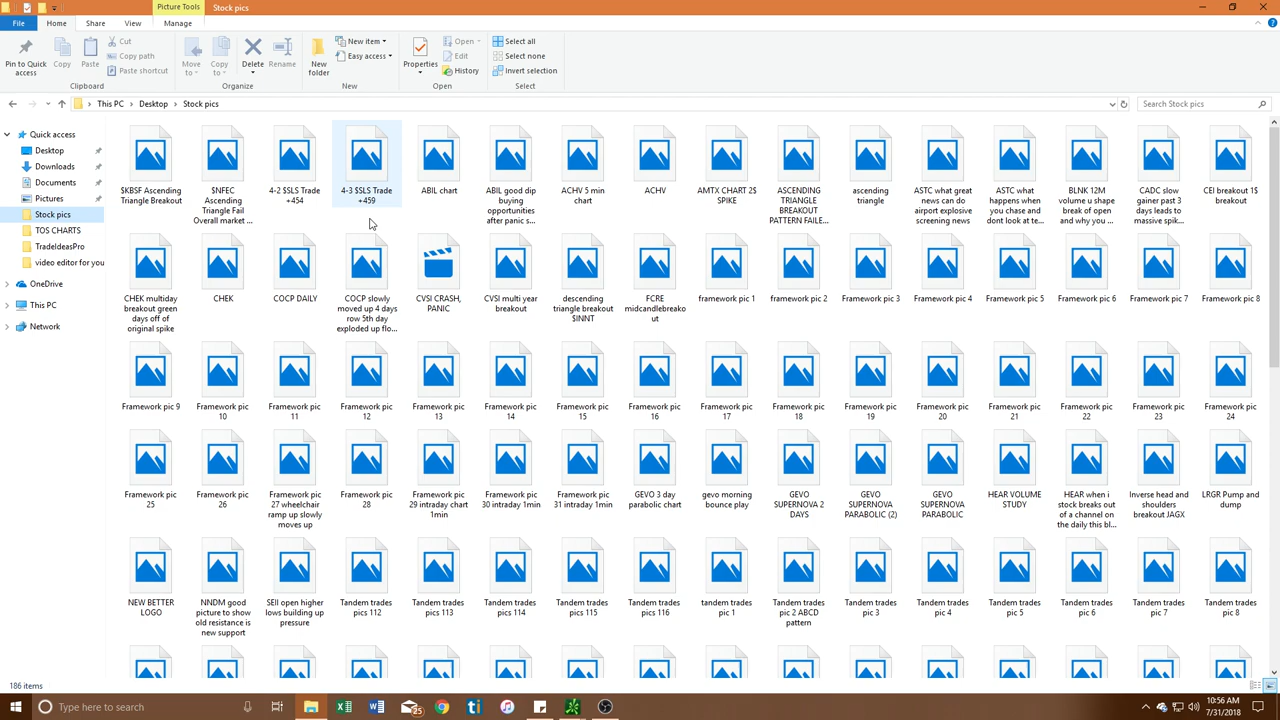 Picture Tools
Stock pics
File
Home
Share
View
Manage
Pin to Quick
access
Copy
Paste
Cut
Copy path
Paste shortcut
Clipboard
Move
to
Copy
to
Delete
Rename
Organize
New
folder
New item
Easy access
New
Properties
Open
Edit
History
Open
Select all
Select none
Invert selection
Select
This PC
Desktop
Stock pics
Search Stock pics
Quick access
Desktop
Downloads
Documents
Pictures
Stock pics
TOS CHARTS
TradeIdeasPro
video editor for you
OneDrive
This PC
Network
$KBSF Ascending
Triangle Breakout
$NFEC
Ascending
Triangle Fail
Overall market ...
4-2 $SLS Trade
+454
4-3 $SLS Trade
+459
ABIL chart
ABIL good dip
buying
opportunities
after panic s...
ACHV 5 min
chart
ACHV
AMTX CHART 2$
SPIKE
ASCENDING
TRIANGLE
BREAKOUT
PATTERN FAILE...
ascending
triangle
ASTC what great
news can do
airport explosive
screening news
ASTC what
happens when
you chase and
dont look at te...
BLNK 12M
volume u shape
break of open
and why you ...
CADC slow
gainer past 3
days leads to
massive spik...
CEI breakout 1$
breakout
CHEK multiday
breakout green
days off of
original spike
CHEK
COCP DAILY
COCP slowly
moved up 4 days
row 5th day
exploded up flo...
CVSI CRASH,
PANIC
CVSI multi year
breakout
descending
triangle breakout
$INNT
FCRE
midcandlebreako
ut
framework pic 1
framework pic 2
Framework pic 3
Framework pic 4
Framework pic 5
Framework pic 6
Framework pic 7
Framework pic 8
Framework pic 9
Framework pic
10
Framework pic
11
Framework pic
12
Framework pic
13
Framework pic
14
Framework pic
15
Framework pic
16
Framework pic
17
Framework pic
18
Framework pic
19
Framework pic
20
Framework pic
21
Framework pic
22
Framework pic
23
Framework pic
24
Framework pic
25
Framework pic
26
Framework pic
27 wheelchair
ramp up slowly
moves up
Framework pic
28
Framework pic
29 intraday chart
1min
Framework pic
30 intraday 1min
Framework pic
31 intraday 1min
GEVO 3 day
parabolic chart
gevo morning
bounce play
GEVO
SUPERNOVA 2
DAYS
GEVO
SUPERNOVA
PARABOLIC (2)
GEVO
SUPERNOVA
PARABOLIC
HEAR VOLUME
STUDY
HEAR when i
stock breaks out
of a channel on
the daily this bl...
Inverse head and
shoulders
breakout JAGX
LRGR Pump and
dump
NEW BETTER
LOGO
NNDM good
picture to show
old resistance is
new support
SEII open higher
lows building up
pressure
Tandem trades
pics 112
Tandem trades
pics 113
Tandem trades
pics 114
Tandem trades
pics 115
Tandem trades
pics 116
tandem trades
pic 1
Tandem trades
pic 2 ABCD
pattern
Tandem trades
pic 3
Tandem trades
pic 4
Tandem trades
pic 5
Tandem trades
pic 6
Tandem trades
pic 7
Tandem trades
pic 8
186 items
Type here to search
25
10:56 AM
7/31/2018